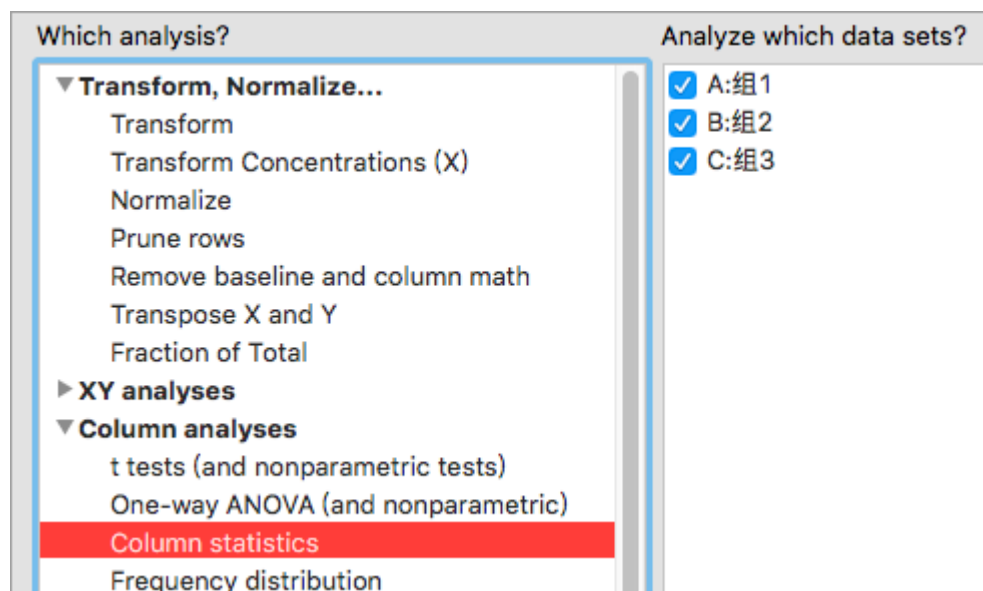 Which analysis?
Transform, Normalize...
Transform
Transform Concentrations (X)
Normalize
Prune rows
Remove baseline and column math
Transpose X and Y
Fraction of Total
XY analyses
Column analyses
t tests (and nonparametric tests)
One-way ANOVA (and nonparametric)
Column statistics
Frequency distribution
Analyze which data sets?
A:组1
B:组2
C:组3